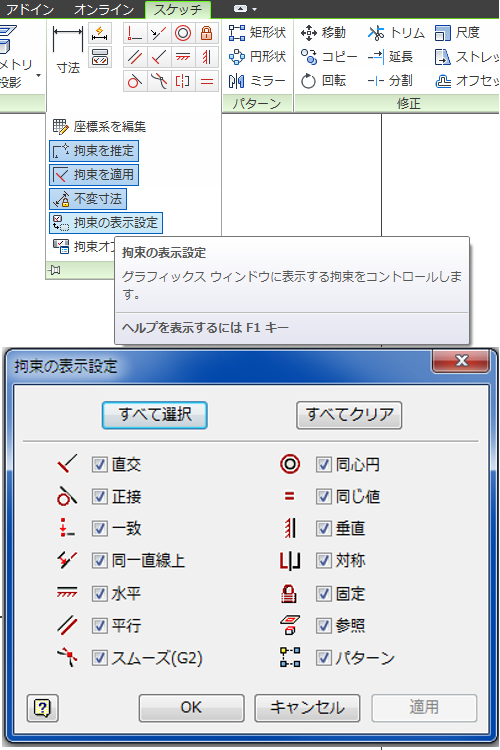 アドイン オンライン スケッチ
メトリ
投影
寸法
矩形状
円形状
ミラー
移動 トリム 尺度
コピー 延長 ストレッ
回転 分割 オフセッ
パターン 修正
座標系を編集
拘束を推定
拘束を適用
不変寸法
拘束の表示設定
拘束オ
拘束の表示設定
グラフィックス ウィンドウに表示する拘束をコントロールしま
す。
ヘルプを表示するには F1 キー
拘束の表示設定
すべて選択 すべてクリア
直交 同心円
正接 同じ値
一致 垂直
同一直線上 対称
水平 固定
平行 参照
スムーズ(G2) パターン
OK キャンセル 適用